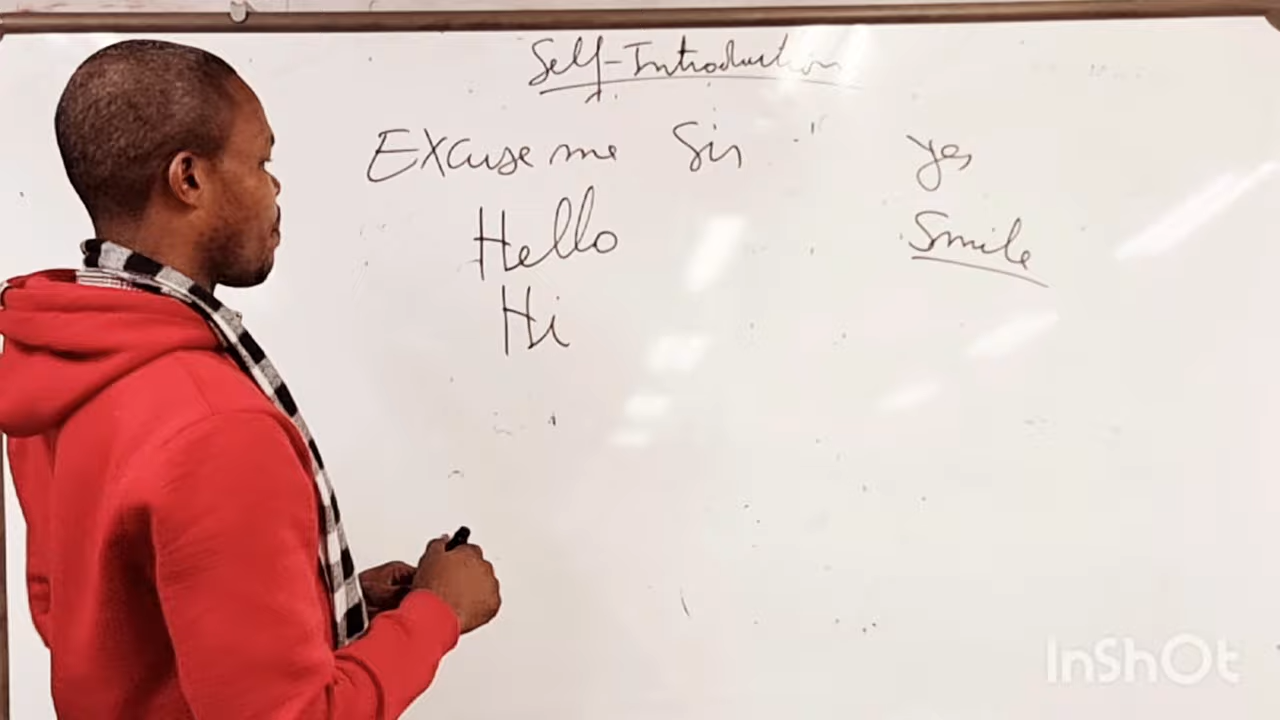 Self-Introduction
Excuse me Sir yes
Hello Smile
Hi
InShOt